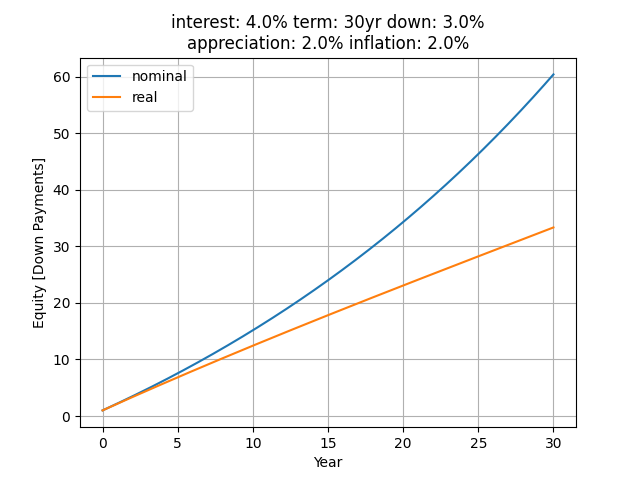 interest: 4.0% term: 30yr down: 3.0%
appreciation: 2.0% inflation: 2.0%
nominal
real
60
50
40
30
20
10
0
Equity [Down Payments]
0 5 10 15 20 25 30
Year